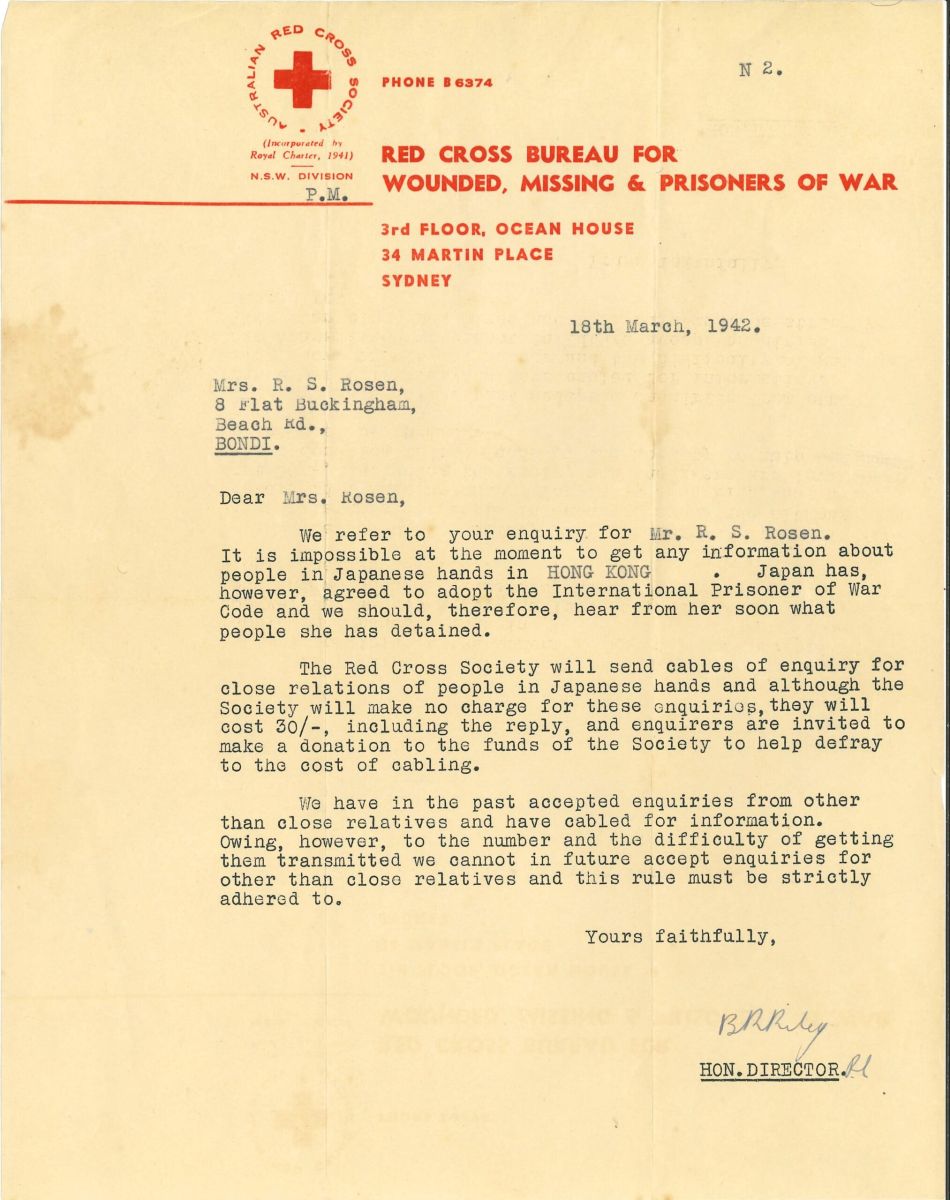 AUSTRALIAN RED CROSS SOCIETY
(Incorporated by
Royal Charter, 1941)
N.S.W. DIVISION
P.M.
PHONE B 6374
N 2.
RED CROSS BUREAU FOR
WOUNDED, MISSING & PRISONERS OF WAR
3rd FLOOR, OCEAN HOUSE
34 MARTIN PLACE
SYDNEY
18th March, 1942.
Mrs. R. S. Rosen,
8 Flat Buckingham,
Beach Rd.,
BONDI.
Dear Mrs. Rosen,
We refer to your enquiry for Mr. R. S. Rosen.
It is impossible at the moment to get any information about
people in Japanese hands in HONG KONG . Japan has,
however, agreed to adopt the International Prisoner of War
Code and we should, therefore, hear from her soon what
people she has detained.
The Red Cross Society will send cables of enquiry for
close relations of people in Japanese hands and although the
Society will make no charge for these enquiries, they will
cost 30/-, including the reply, and enquirers are invited to
make a donation to the funds of the Society to help defray
to the cost of cabling.
We have in the past accepted enquiries from other
than close relatives and have cabled for information.
Owing, however, to the number and the difficulty of getting
them transmitted we cannot in future accept enquiries for
other than close relatives and this rule must be strictly
adhered to.
Yours faithfully,
HON. DIRECTOR.